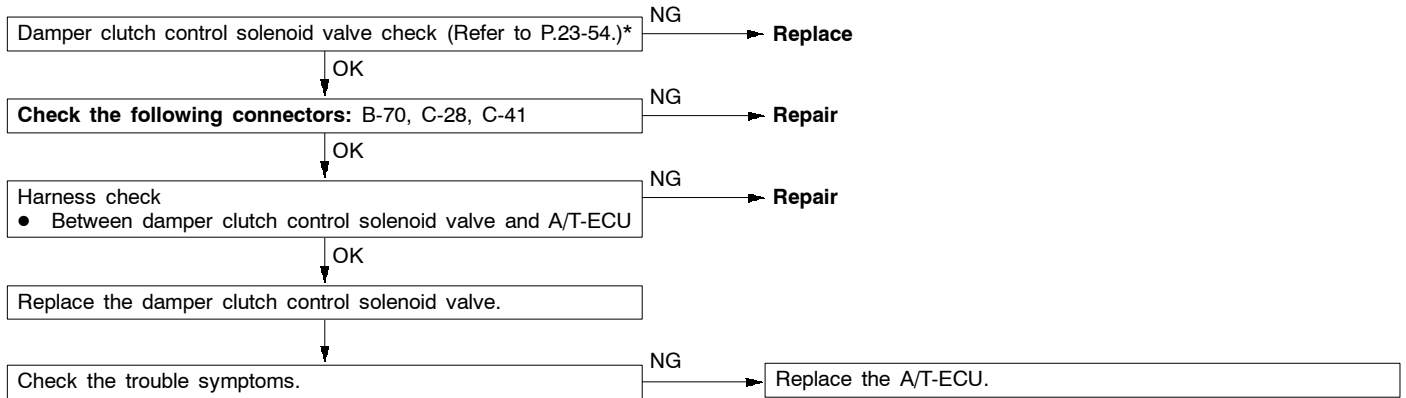 NG
Damper clutch control solenoid valve check (Refer to P.23-54.)*
Replace
OK
NG
Check the following connectors: B-70, C-28, C-41
Repair
OK
NG
Harness check
Repair
● Between damper clutch control solenoid valve and A/T-ECU
OK
Replace the damper clutch control solenoid valve.
NG
Check the trouble symptoms.
Replace the A/T-ECU.